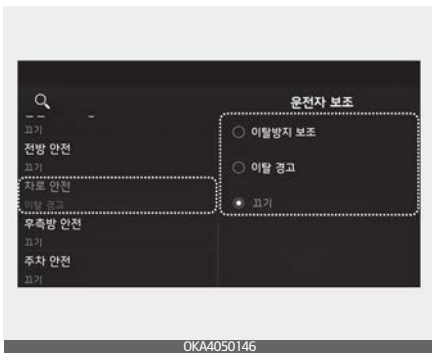 운전자 보조
끄기
전방 안전
끄기
차로 안전
이탈 경고
후측방 안전
끄기
주차 안전
끄기
이탈방지 보조
이탈 경고
끄기
OKA4050146